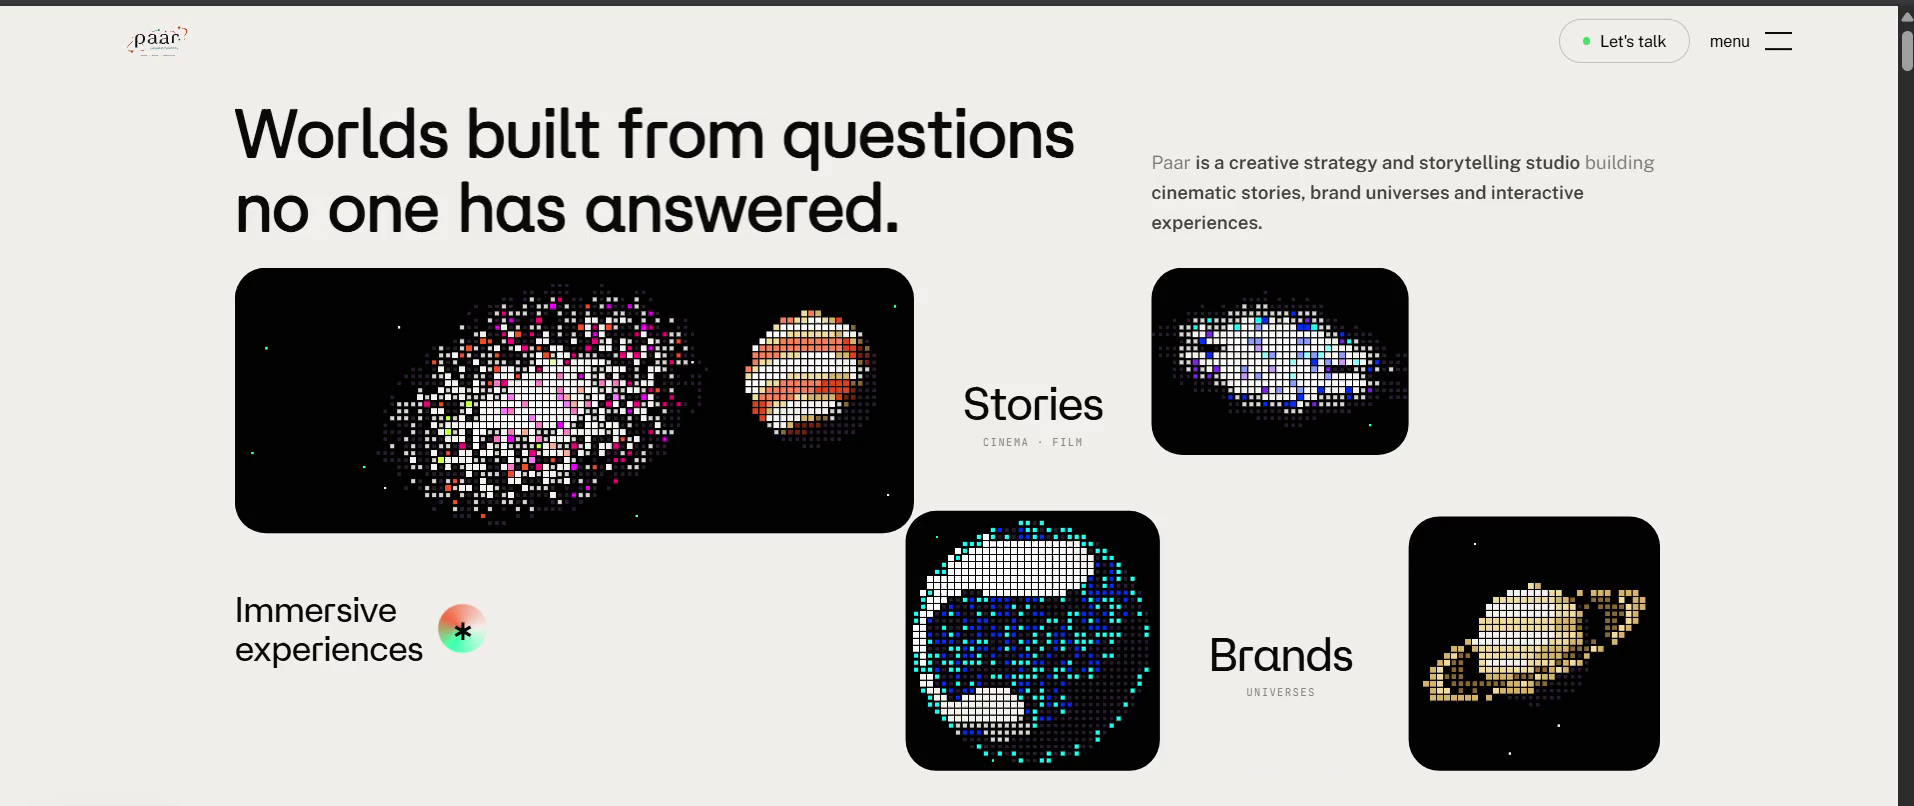 paar
Let's talk
menu
Worlds built from questions
no one has answered.
Paar is a creative strategy and storytelling studio building
cinematic stories, brand universes and interactive
experiences.
Stories
CINEMA · FILM
Immersive
experiences
*
Brands
UNIVERSES